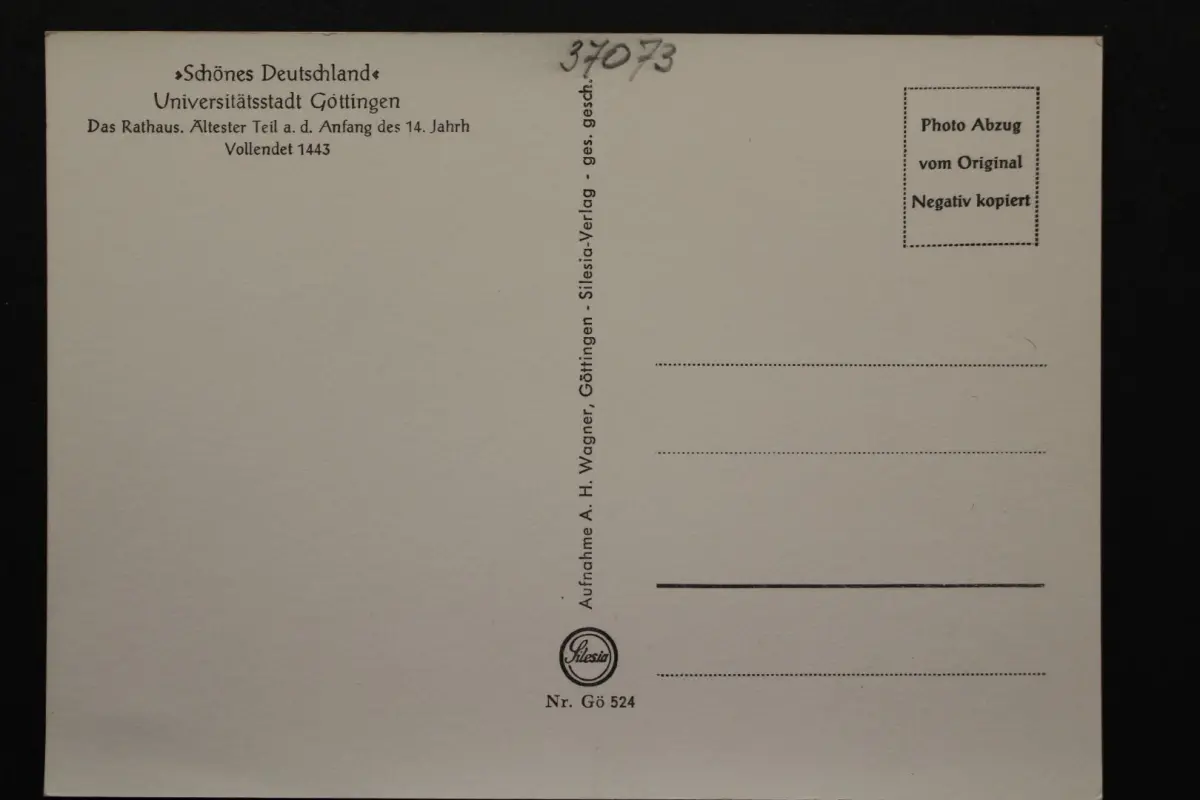 »Schönes Deutschland«
Universitätsstadt Göttingen
Das Rathaus. Ältester Teil a. d. Anfang des 14. Jahrh
Vollendet 1443
37073
Aufnahme A. H. Wagner, Göttingen - Silesia-Verlag - ges. gesch.
Silesia
Nr. Gö 524
Photo Abzug
vom Original
Negativ kopiert